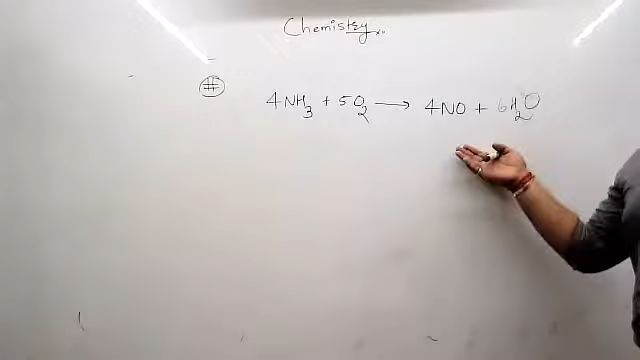 Chemistry
# 4NH3 + 5O2 → 4NO + 6H2O